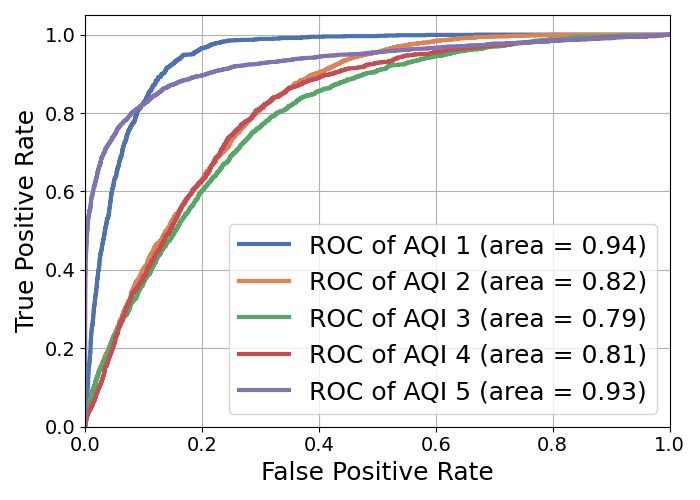 1.0
0.8
0.6
0.4
0.2
0.0
True Positive Rate
ROC of AQI 1 (area = 0.94)
ROC of AQI 2 (area = 0.82)
ROC of AQI 3 (area = 0.79)
ROC of AQI 4 (area = 0.81)
ROC of AQI 5 (area = 0.93)
0.0 0.2 0.4 0.6 0.8 1.0
False Positive Rate